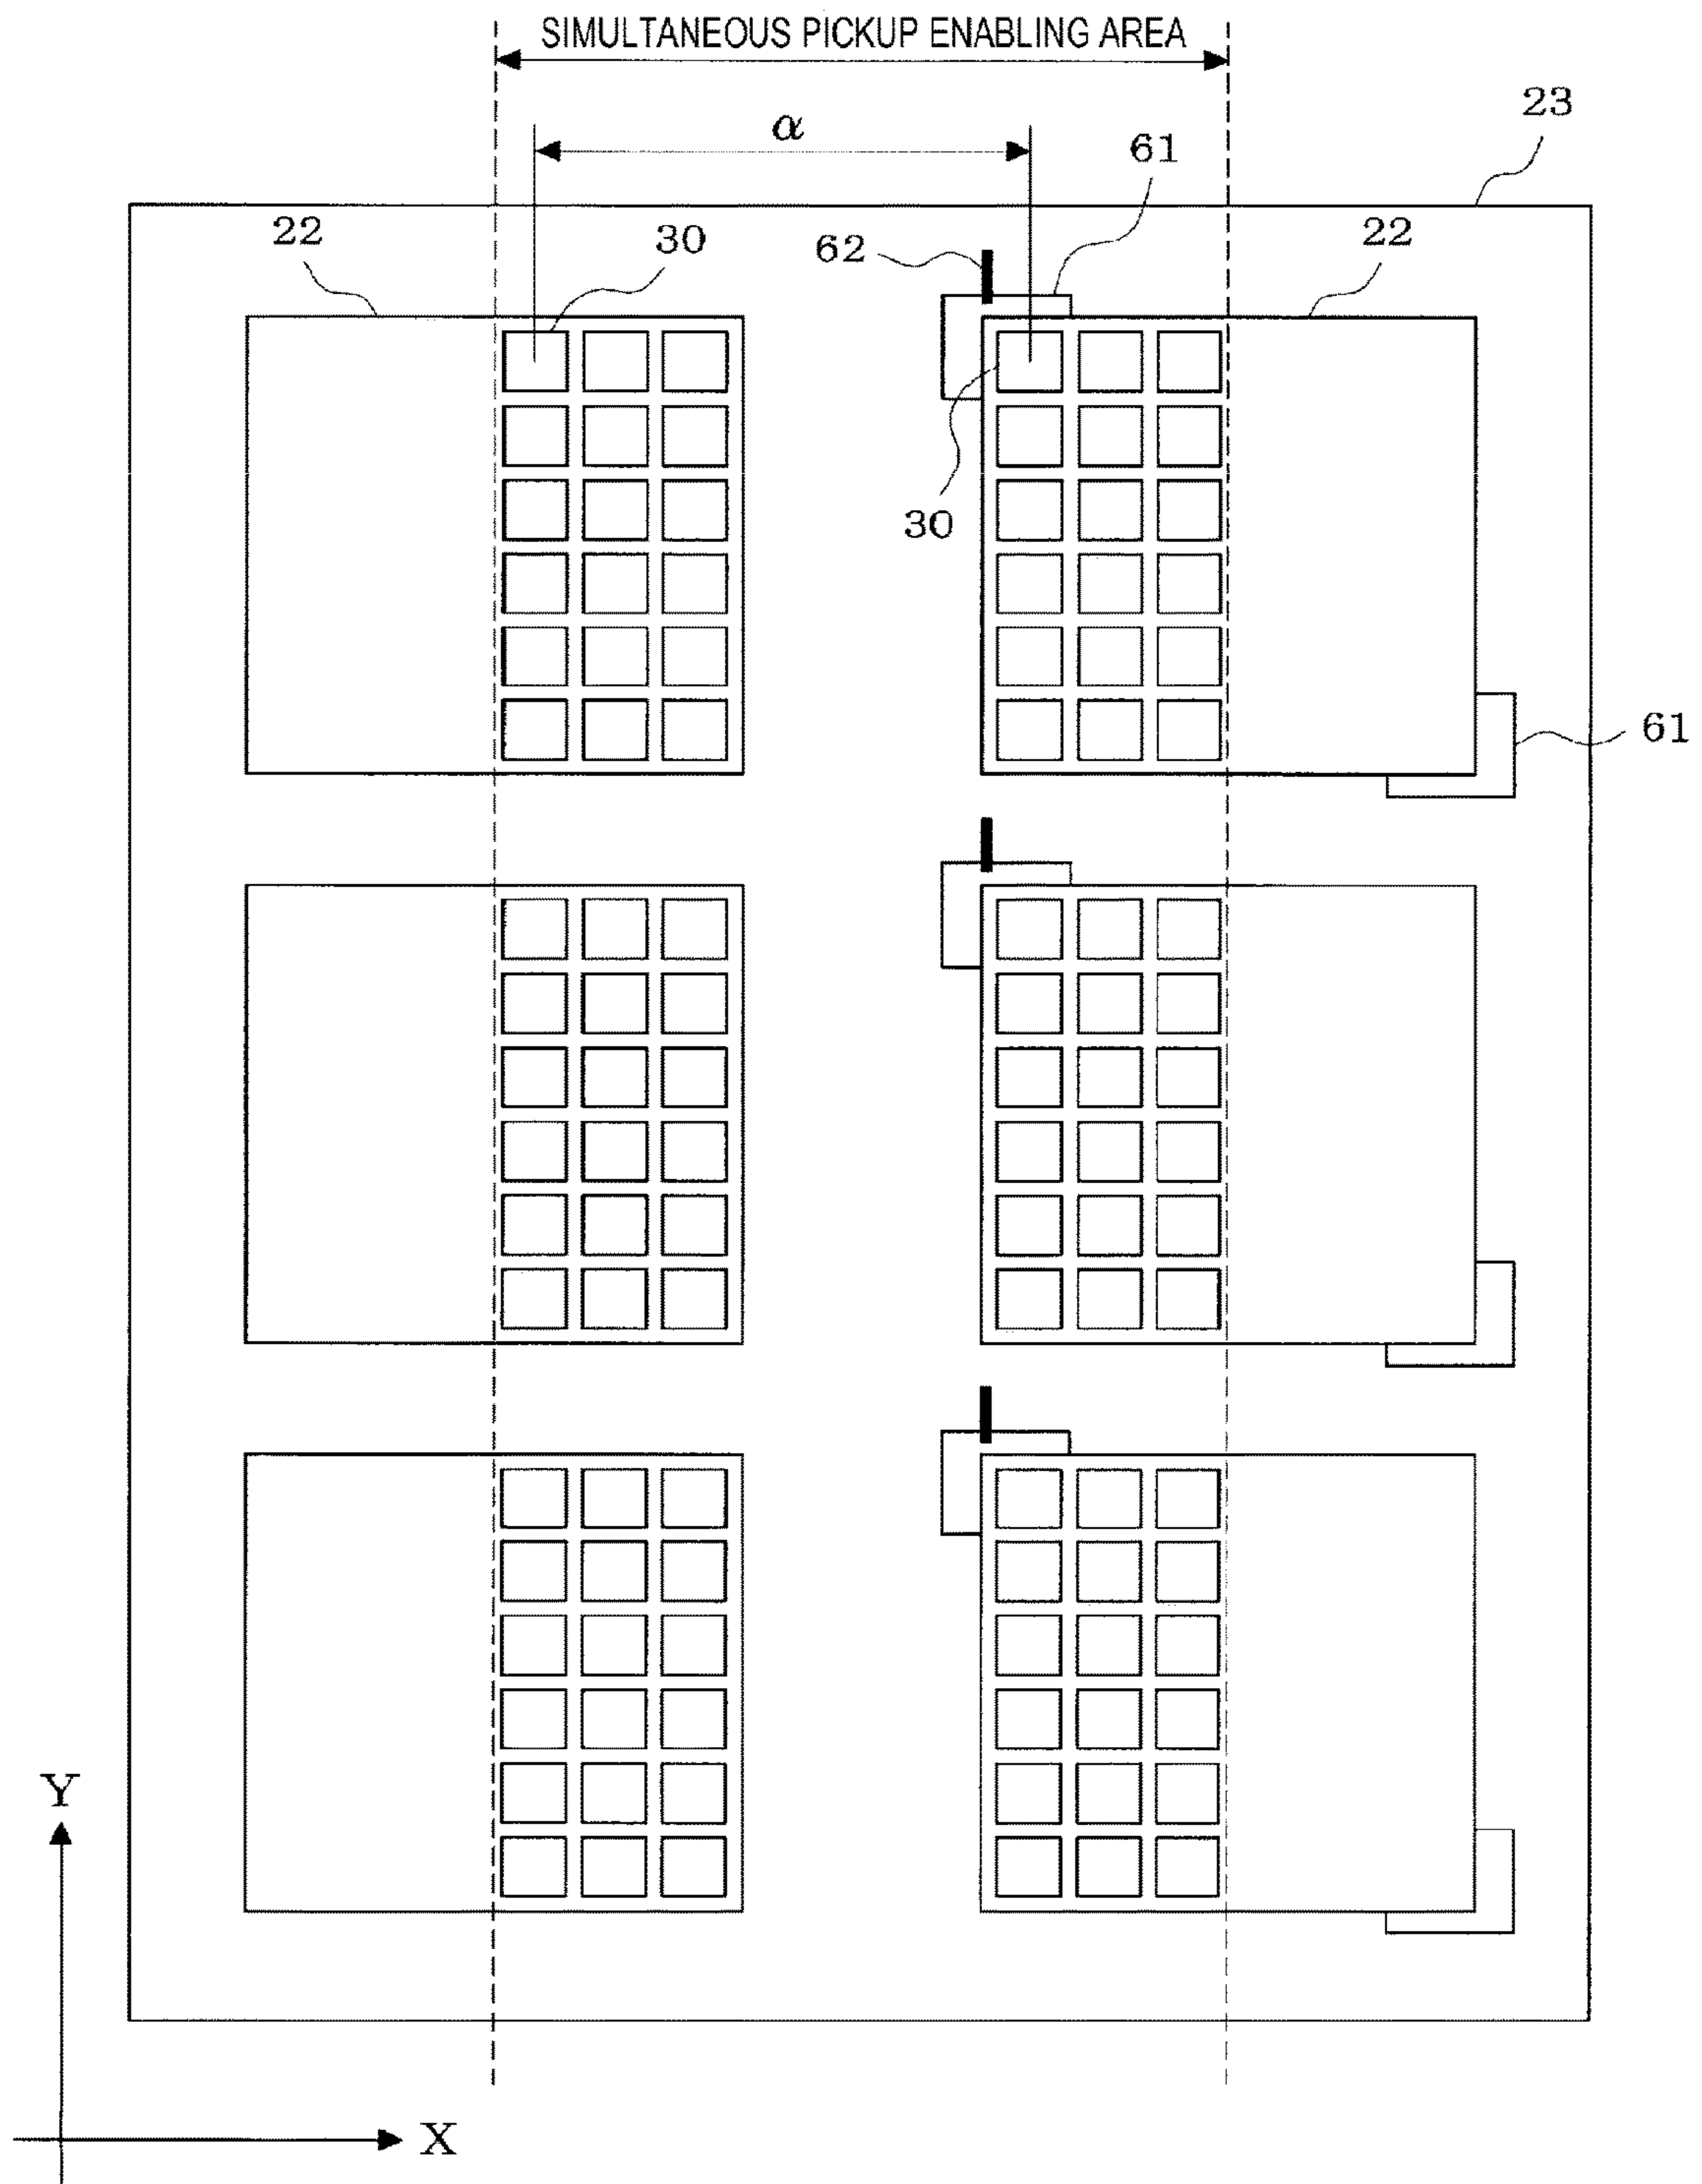 SIMULTANEOUS PICKUP ENABLING AREA
23
α
61
22
30
62
22
30
61
Y
X